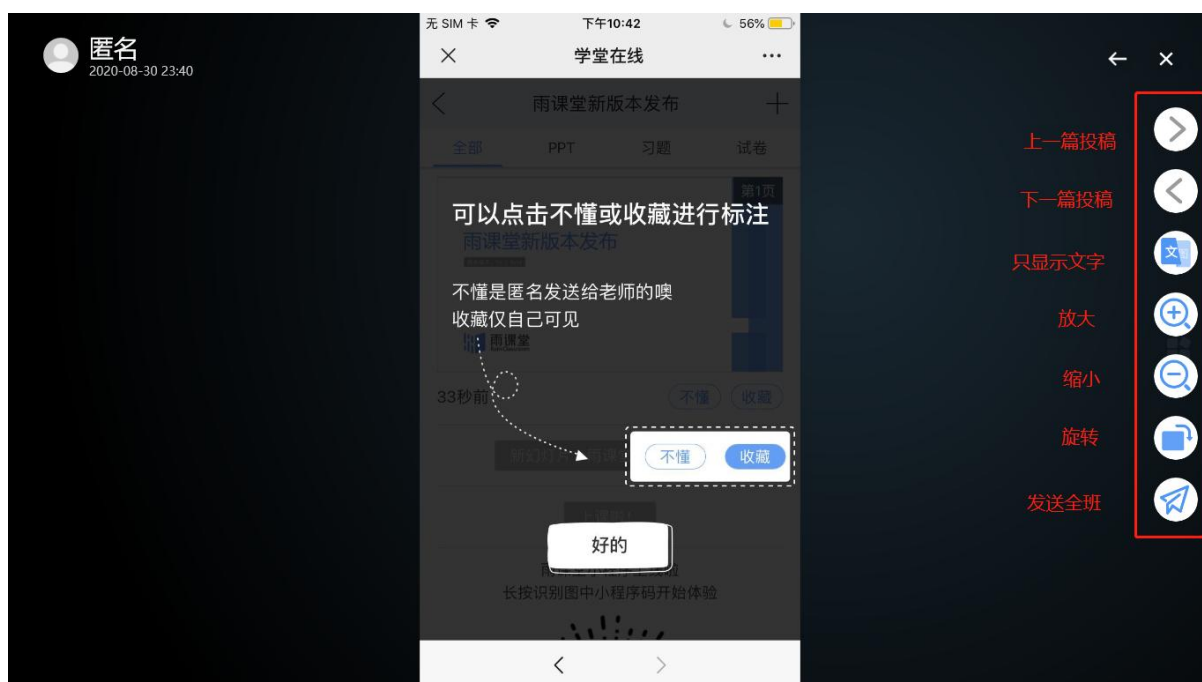 匿名
2020-08-30 23:40
无 SIM 卡
下午10:42
56%
学堂在线
雨课堂新版本发布
全部
PPT
习题
试卷
第1页
可以点击不懂或收藏进行标注
雨课堂新版本发布
不懂是匿名发送给老师的噢
收藏仅自己可见
雨课堂
33秒前
不懂
收藏
不懂
收藏
好的
长按识别图中小程序码开始体验
上一篇投稿
下一篇投稿
只显示文字
文
放大
缩小
旋转
发送全班